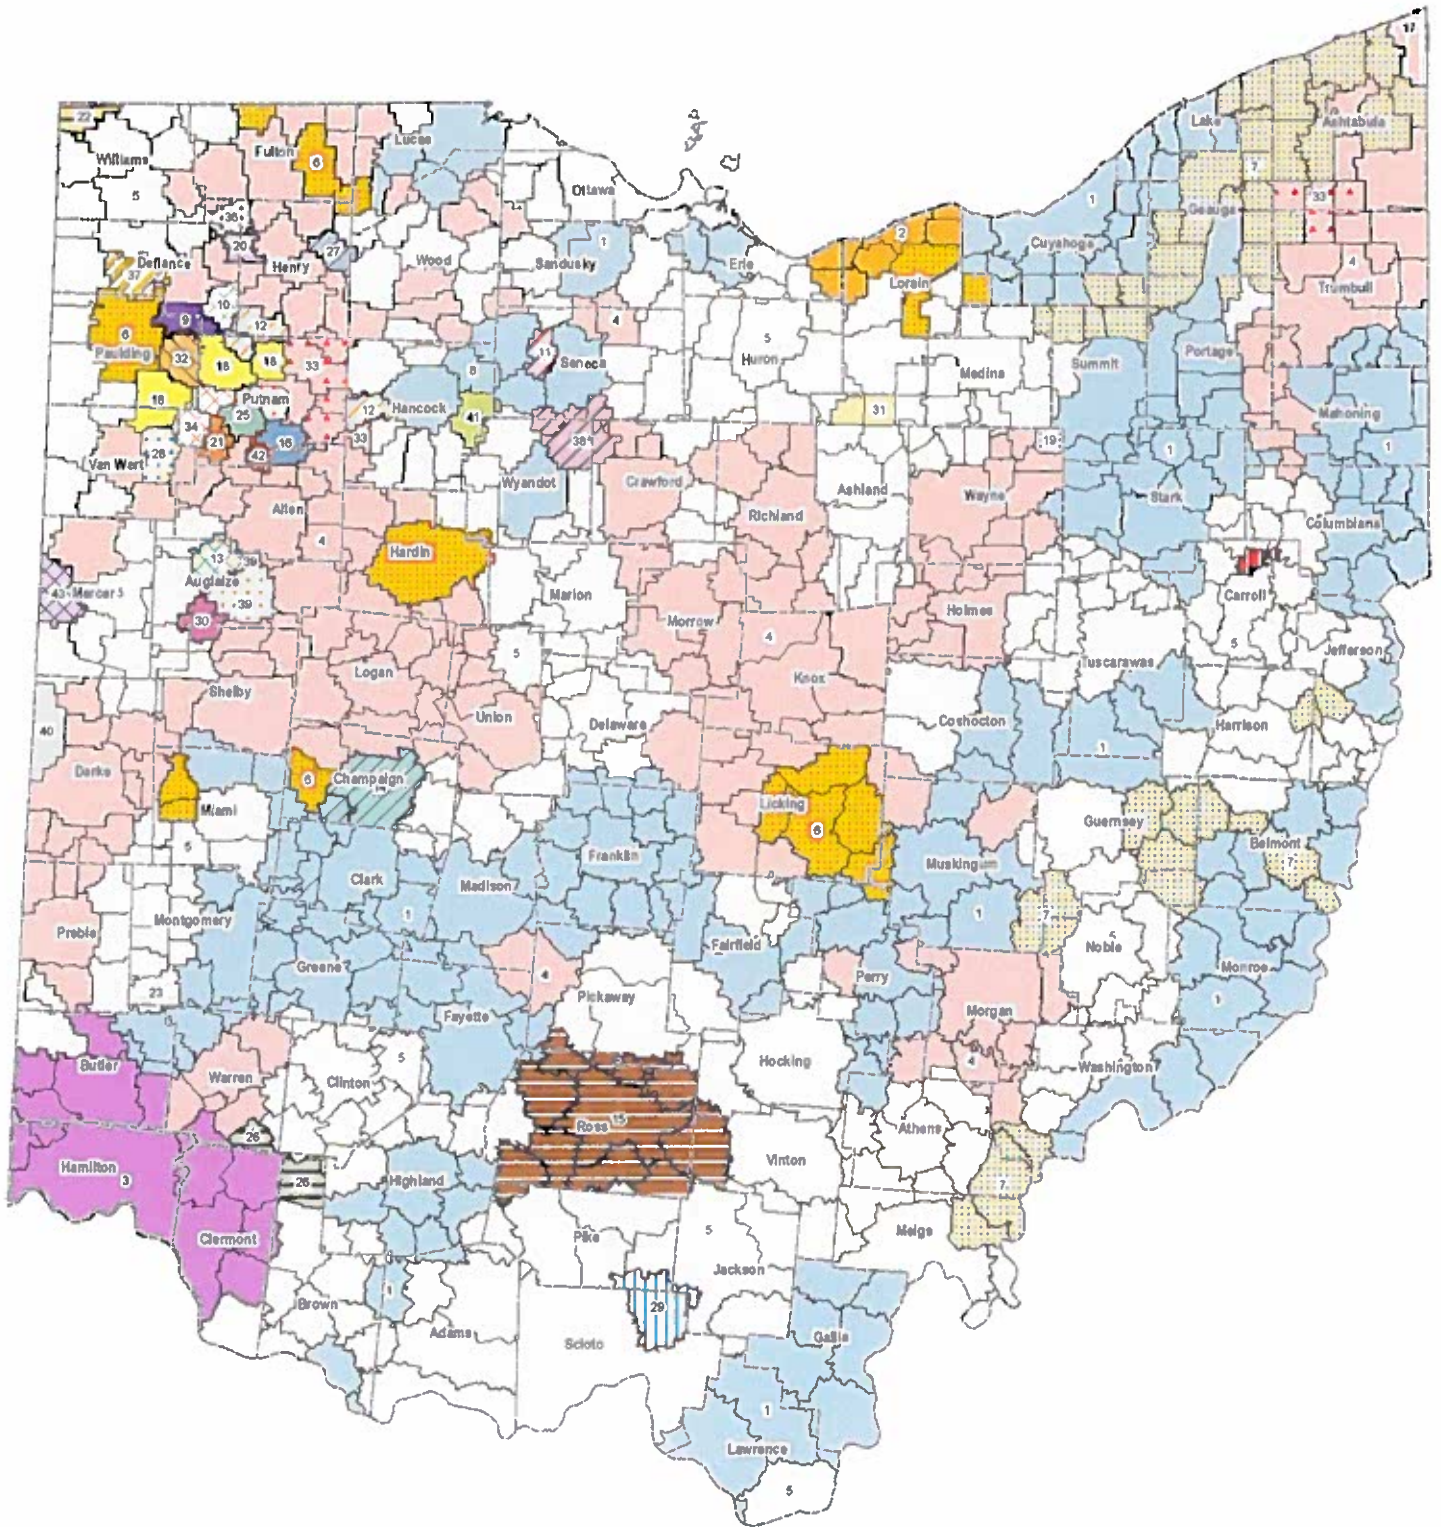 17
22
Lucas
Lake
Ashtabula
Williams
Fulton
6
7
5
Ottawa
1
33
36
Geauga
20
27
2
Cuyahoga
Defiance
Henry
Wood
Sandusky
1
Erie
4
37
Lorain
Trumbull
10
9
12
4
5
6
Paulding
32
18
18
33
11
Seneca
Huron
Medina
Summit
Portage
8
18
Putnam
25
12
Hancock
41
31
Mahoning
34
21
42
16
33
38
19
1
1
Van Wert
28
Wyandot
Crawford
Ashland
Wayne
Stark
Allen
Richland
Columbiana
4
Hardin
13
39
Auglaize
43
Mercer
5
39
Marion
Carroll
30
Morrow
4
Holmes
5
5
Jefferson
Logan
Knox
Tuscarawas
Shelby
Union
Delaware
Coshocton
Harrison
40
1
Darke
6
Champaign
Licking
6
Miami
Guernsey
5
Franklin
Muskingum
Belmont
7
Clark
Madison
1
1
7
Preble
Montgomery
Fairfield
5
Noble
Greene
4
Perry
Monroe
23
Pickaway
1
Fayette
Morgan
Butler
5
Hocking
4
Washington
Warren
Clinton
26
Ross
15
Athens
Hamilton
3
26
Highland
Vinton
7
Clermont
Pike
5
Meigs
Jackson
1
Brown
29
Adams
Scioto
Gallia
1
Lawrence
5